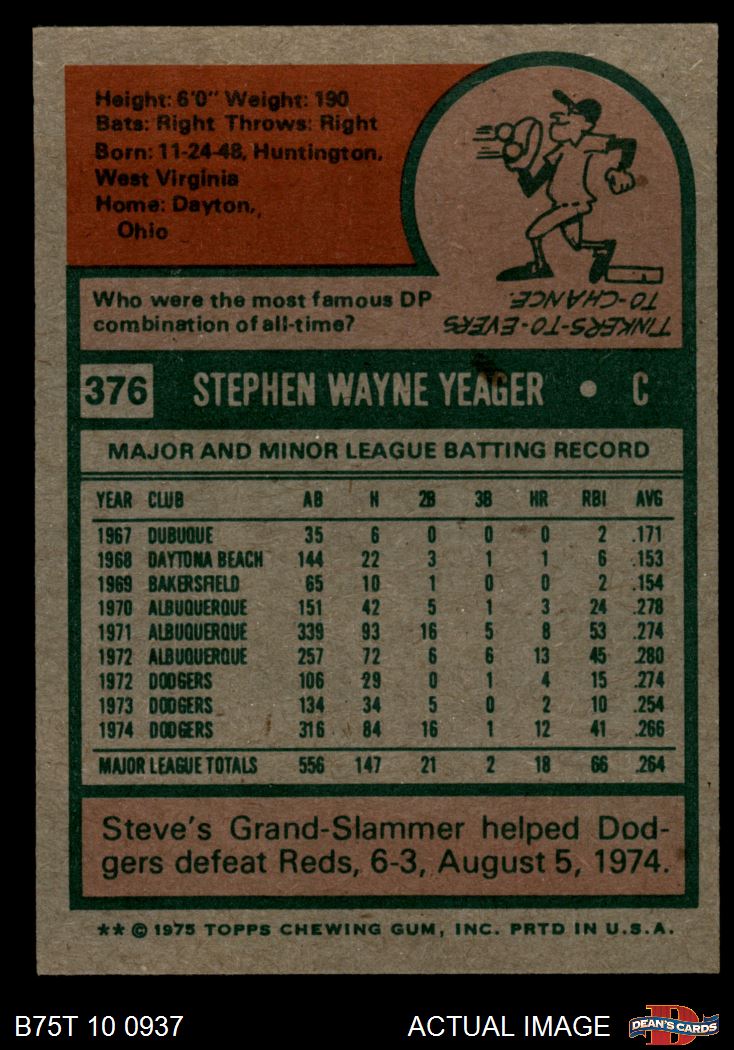 Height: 6'0" Weight: 190
Bats: Right Throws: Right
Born: 11-24-48, Huntington,
West Virginia
Home: Dayton,
Ohio
Who were the most famous DP
combination of all-time?
TINKERS-TO-EVERS
-TO-CHANCE.
376 STEPHEN WAYNE YEAGER • C
MAJOR AND MINOR LEAGUE BATTING RECORD
YEAR CLUB AB H 2B 3B HR RBI AVG
1967 DUBUQUE 35 6 0 0 0 2 .171
1968 DAYTONA BEACH 144 22 3 1 1 6 .153
1969 BAKERSFIELD 65 10 1 0 0 2 .154
1970 ALBUQUERQUE 151 42 5 1 3 24 .278
1971 ALBUQUERQUE 339 93 16 5 8 53 .274
1972 ALBUQUERQUE 257 72 6 6 13 45 .280
1972 DODGERS 106 29 0 1 4 15 .274
1973 DODGERS 134 34 5 0 2 10 .254
1974 DODGERS 316 84 16 1 12 41 .266
MAJOR LEAGUE TOTALS 556 147 21 2 18 66 .264
Steve's Grand-Slammer helped Dod-
gers defeat Reds, 6-3, August 5, 1974.
** © 1975 TOPPS CHEWING GUM, INC. PRTD IN U.S.A.
B75T 10 0937 ACTUAL IMAGE D DEAN'S CARDS